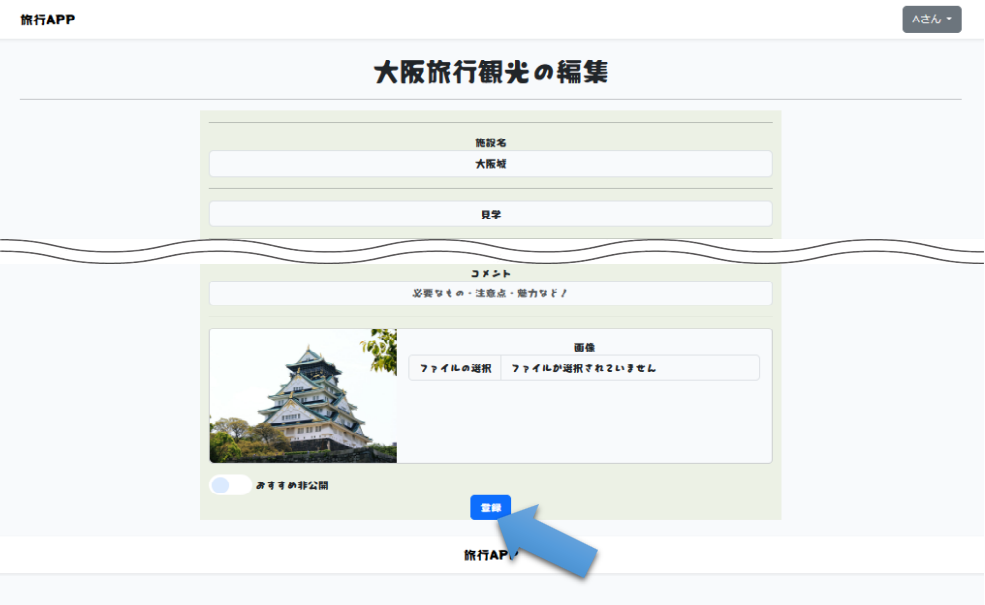 旅行APP
Aさん
大阪旅行観光の編集
施設名
大阪城
見学
コメント
必要なもの・注意点・魅力など!
画像
ファイルの選択 ファイルが選択されていません
おすすめ非公開
登録
旅行APP